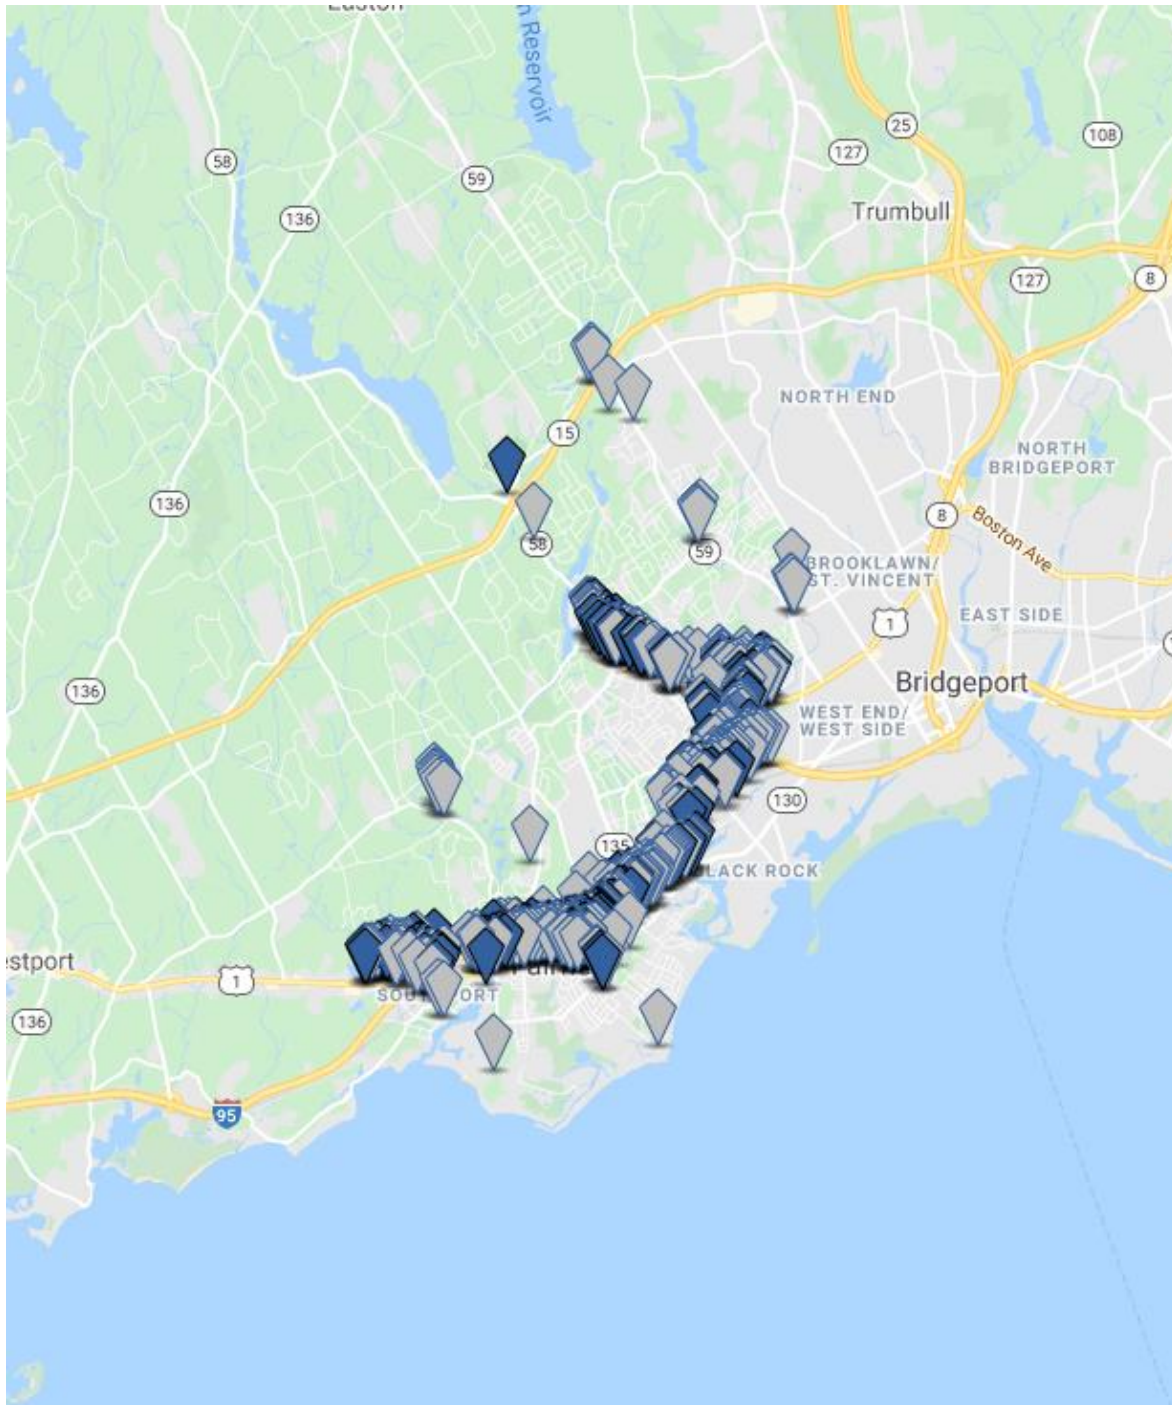 Easton
n Reservoir
25
108
127
58
59
136
Trumbull
127
8
NORTH END
15
NORTH
BRIDGEPORT
136
8
Boston Ave
58
59
BROOKLAWN/
ST. VINCENT
EAST SIDE
1
136
Bridgeport
WEST END/
WEST SIDE
130
135
LACK ROCK
estport
1
136
95